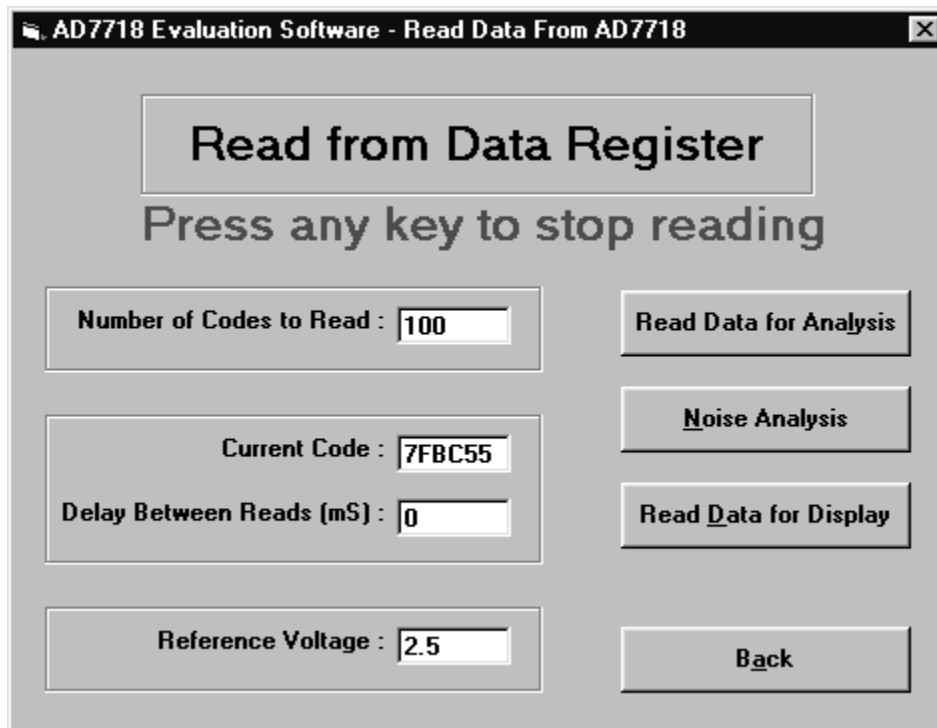 AD7718 Evaluation Software - Read Data From AD7718
Read from Data Register
Press any key to stop reading
Number of Codes to Read : 100
Read Data for Analysis
Noise Analysis
Current Code : 7FBC55
Delay Between Reads (mS) : 0
Read Data for Display
Reference Voltage : 2.5
Back